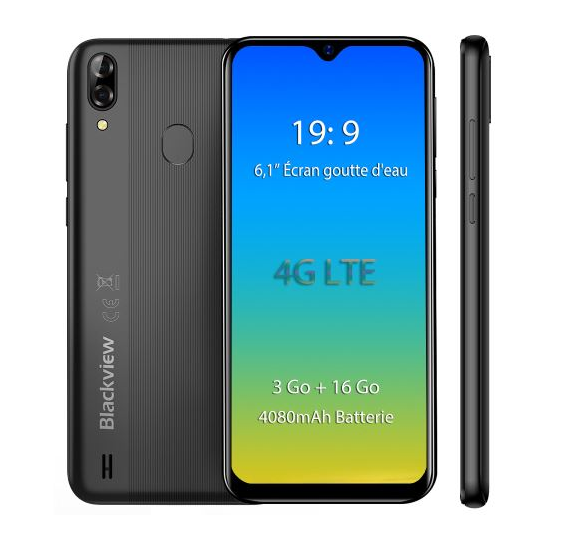 Blackview
CE
19: 9
6,1" Écran goutte d'eau
4G LTE
3 Go + 16 Go
4080mAh Batterie